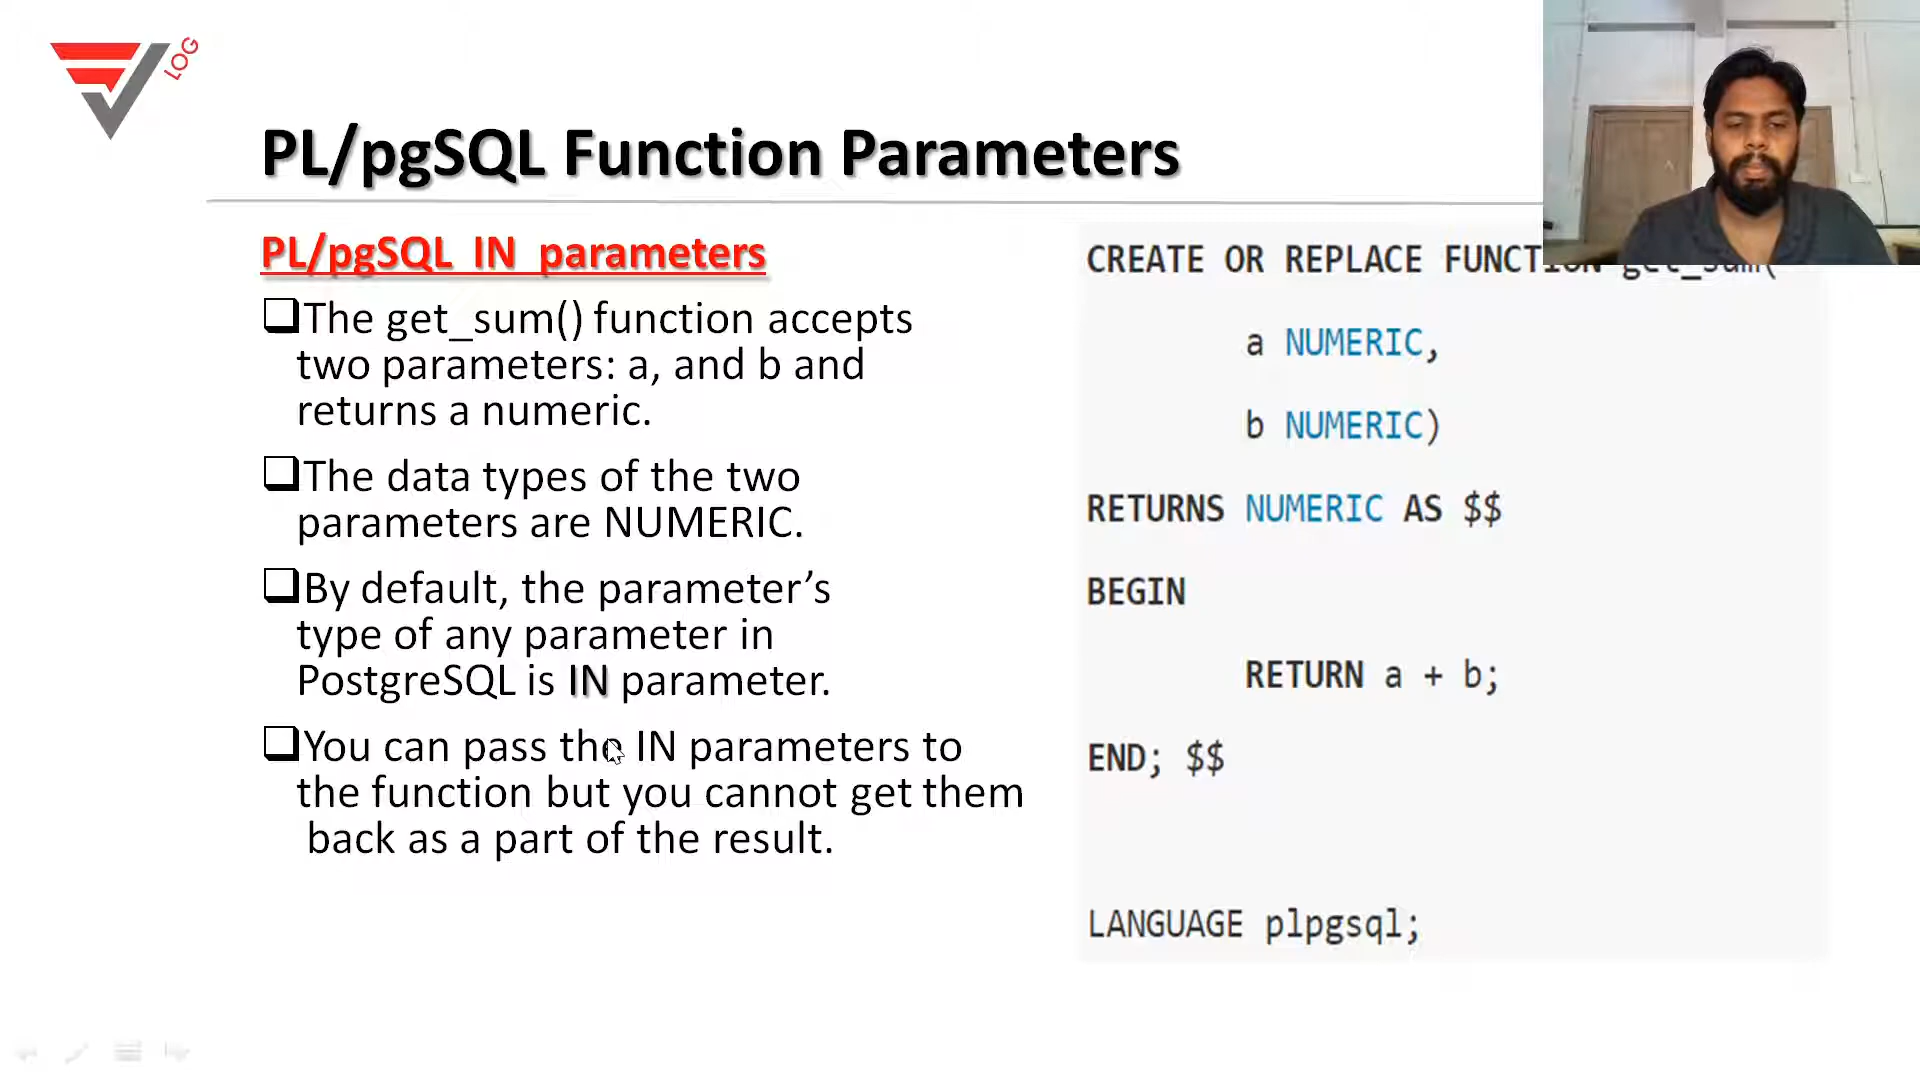 LOG
PL/pgSQL Function Parameters
PL/pgSQL IN parameters
The get_sum() function accepts
two parameters: a, and b and
returns a numeric.
The data types of the two
parameters are NUMERIC.
By default, the parameter’s
type of any parameter in
PostgreSQL is IN parameter.
You can pass the IN parameters to
the function but you cannot get them
back as a part of the result.
CREATE OR REPLACE FUNCTION get_sum(
a NUMERIC,
b NUMERIC)
RETURNS NUMERIC AS $$
BEGIN
RETURN a + b;
END; $$
LANGUAGE plpgsql;